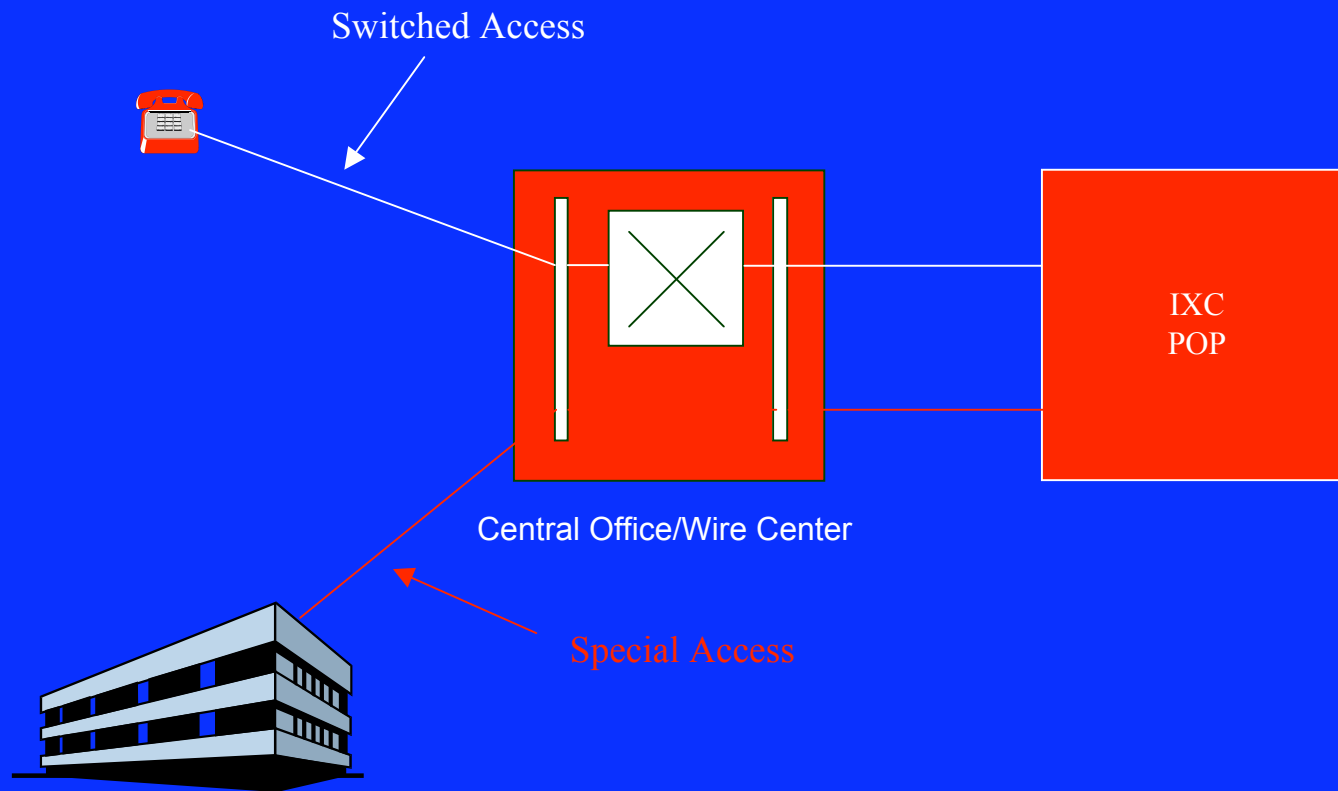 Switched Access
IXC
POP
Central Office/Wire Center
Special Access